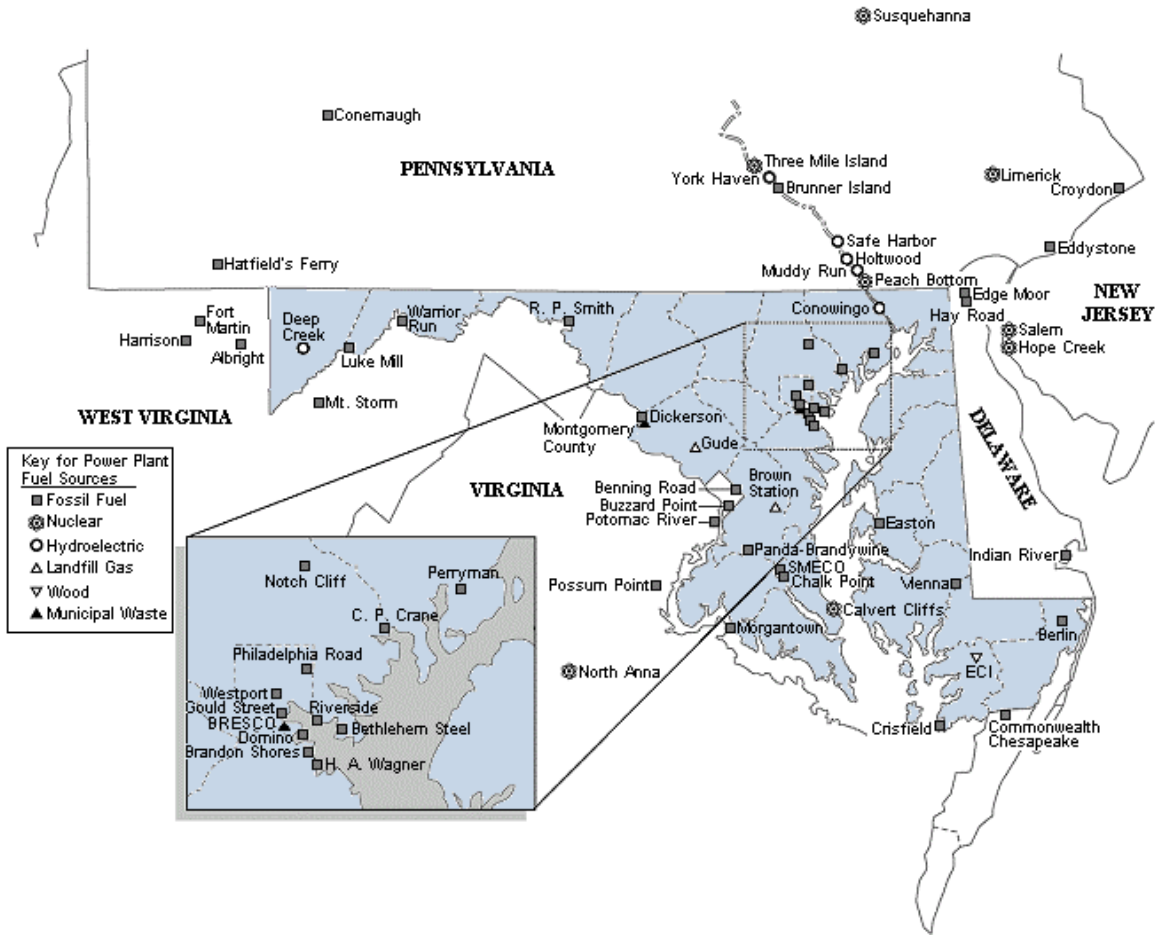 Susquehanna
Conernaugh
PENNSYLVANIA
Three Mile Island
York Haven
Brunner Island
Limerick
Croydon
Safe Harbor
Holtwood
Muddy Run
Peach Bottom
Eddystone
Hatfield's Ferry
Conowingo
Edge Moor
Hay Road
NEW
JERSEY
Fort
Martin
Harrison
Albright
Deep
Creek
Warrior
Run
Luke Mill
R. P. Smith
Salem
Hope Creek
Mt. Storm
WEST VIRGINIA
Montgomery
County
Dickerson
Gude
DELAWARE
Key for Power Plant
Fuel Sources
Fossil Fuel
Nuclear
Hydroelectric
Landfill Gas
Wood
Municipal Waste
VIRGINIA
Benning Road
Buzzard Point
Potomac River
Brown
Station
Easton
Panda-Brandywine
SMECO
Chalk Point
Indian River
Possum Point
Vienna
Calvert Cliffs
Morgantown
Berlin
North Anna
ECI
Crisfield
Commonwealth
Chesapeake
Notch Cliff
Perryman
C. P. Crane
Philadelphia Road
Westport
Gould Street
Riverside
BRESCO
Domino
Bethlehem Steel
Brandon Shores
H. A. Wagner